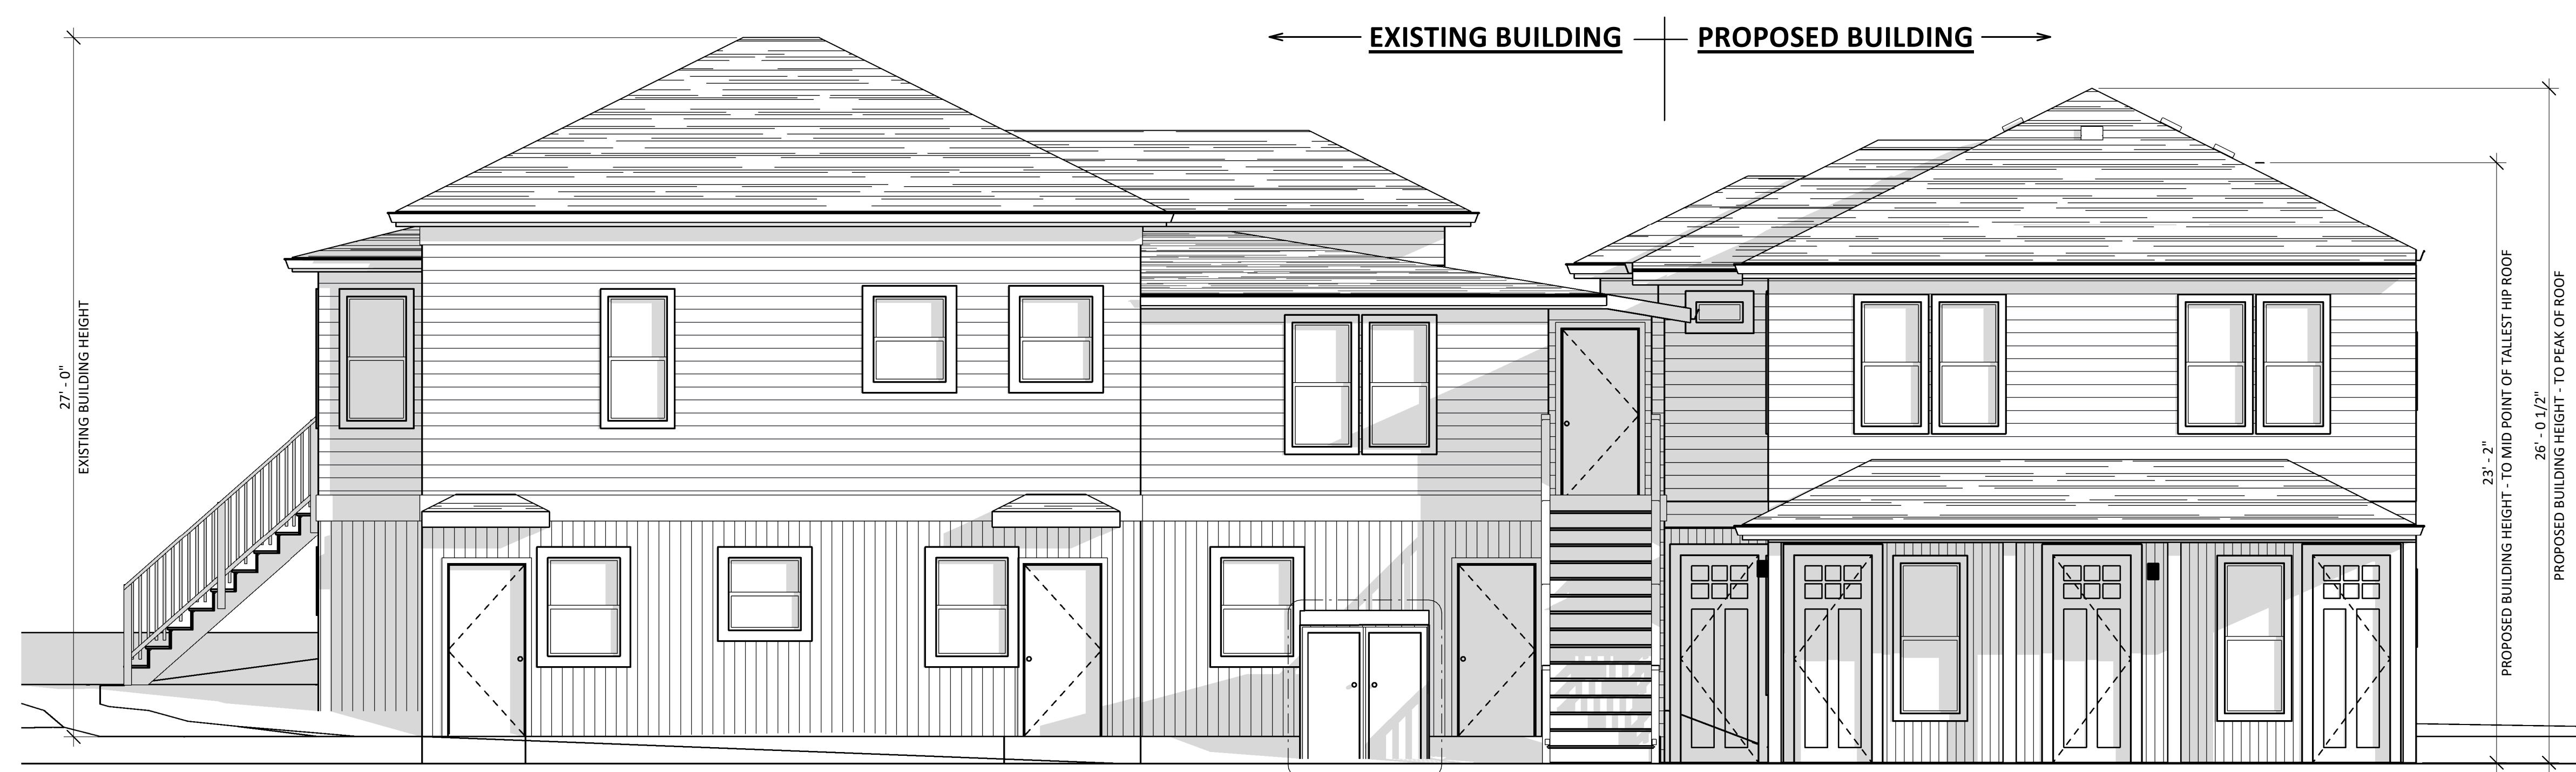 EXISTING BUILDING
PROPOSED BUILDING
27' - 0"
EXISTING BUILDING HEIGHT
23' - 2"
PROPOSED BUILDING HEIGHT - TO MID POINT OF TALLEST HIP ROOF
26' - 0 1/2"
PROPOSED BUILDING HEIGHT - TO PEAK OF ROOF